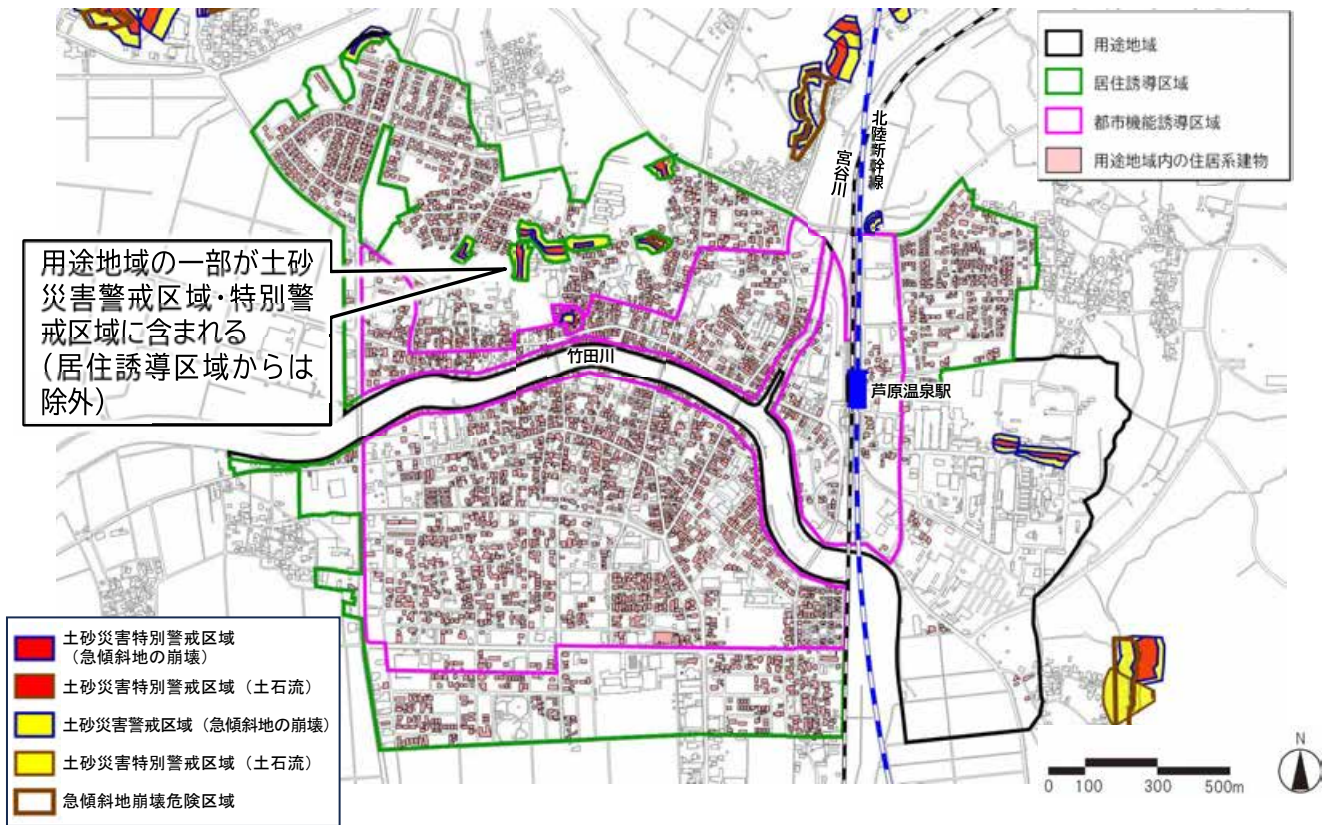 用途地域
居住誘導区域
都市機能誘導区域
用途地域内の住居系建物
北陸新幹線
宮谷川
用途地域の一部が土砂
災害警戒区域・特別警
戒区域に含まれる
(居住誘導区域からは
除外)
竹田川
芦原温泉駅
土砂災害特別警戒区域
(急傾斜地の崩壊)
土砂災害特別警戒区域(土石流)
土砂災害警戒区域(急傾斜地の崩壊)
土砂災害特別警戒区域(土石流)
急傾斜地崩壊危険区域
N
0 100 300 500m